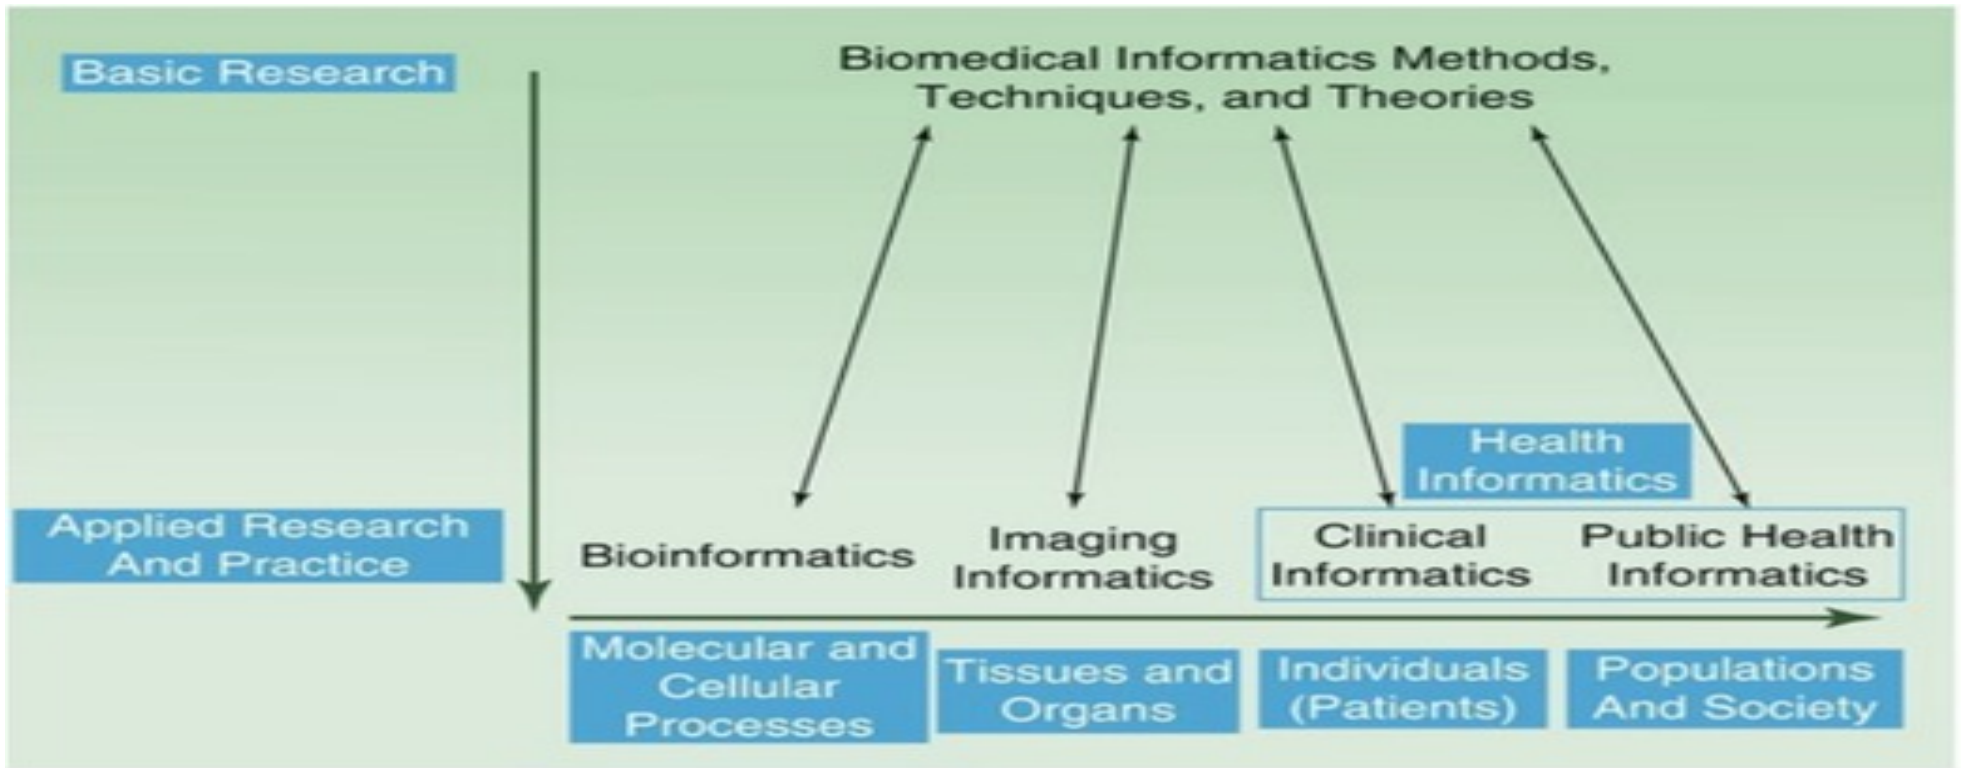 Basic Research
Biomedical Informatics Methods,
Techniques, and Theories
Health
Informatics
Applied Research
And Practice
Bioinformatics
Imaging
Informatics
Clinical
Informatics
Public Health
Informatics
Molecular and
Cellular
Processes
Tissues and
Organs
Individuals
(Patients)
Populations
And Society